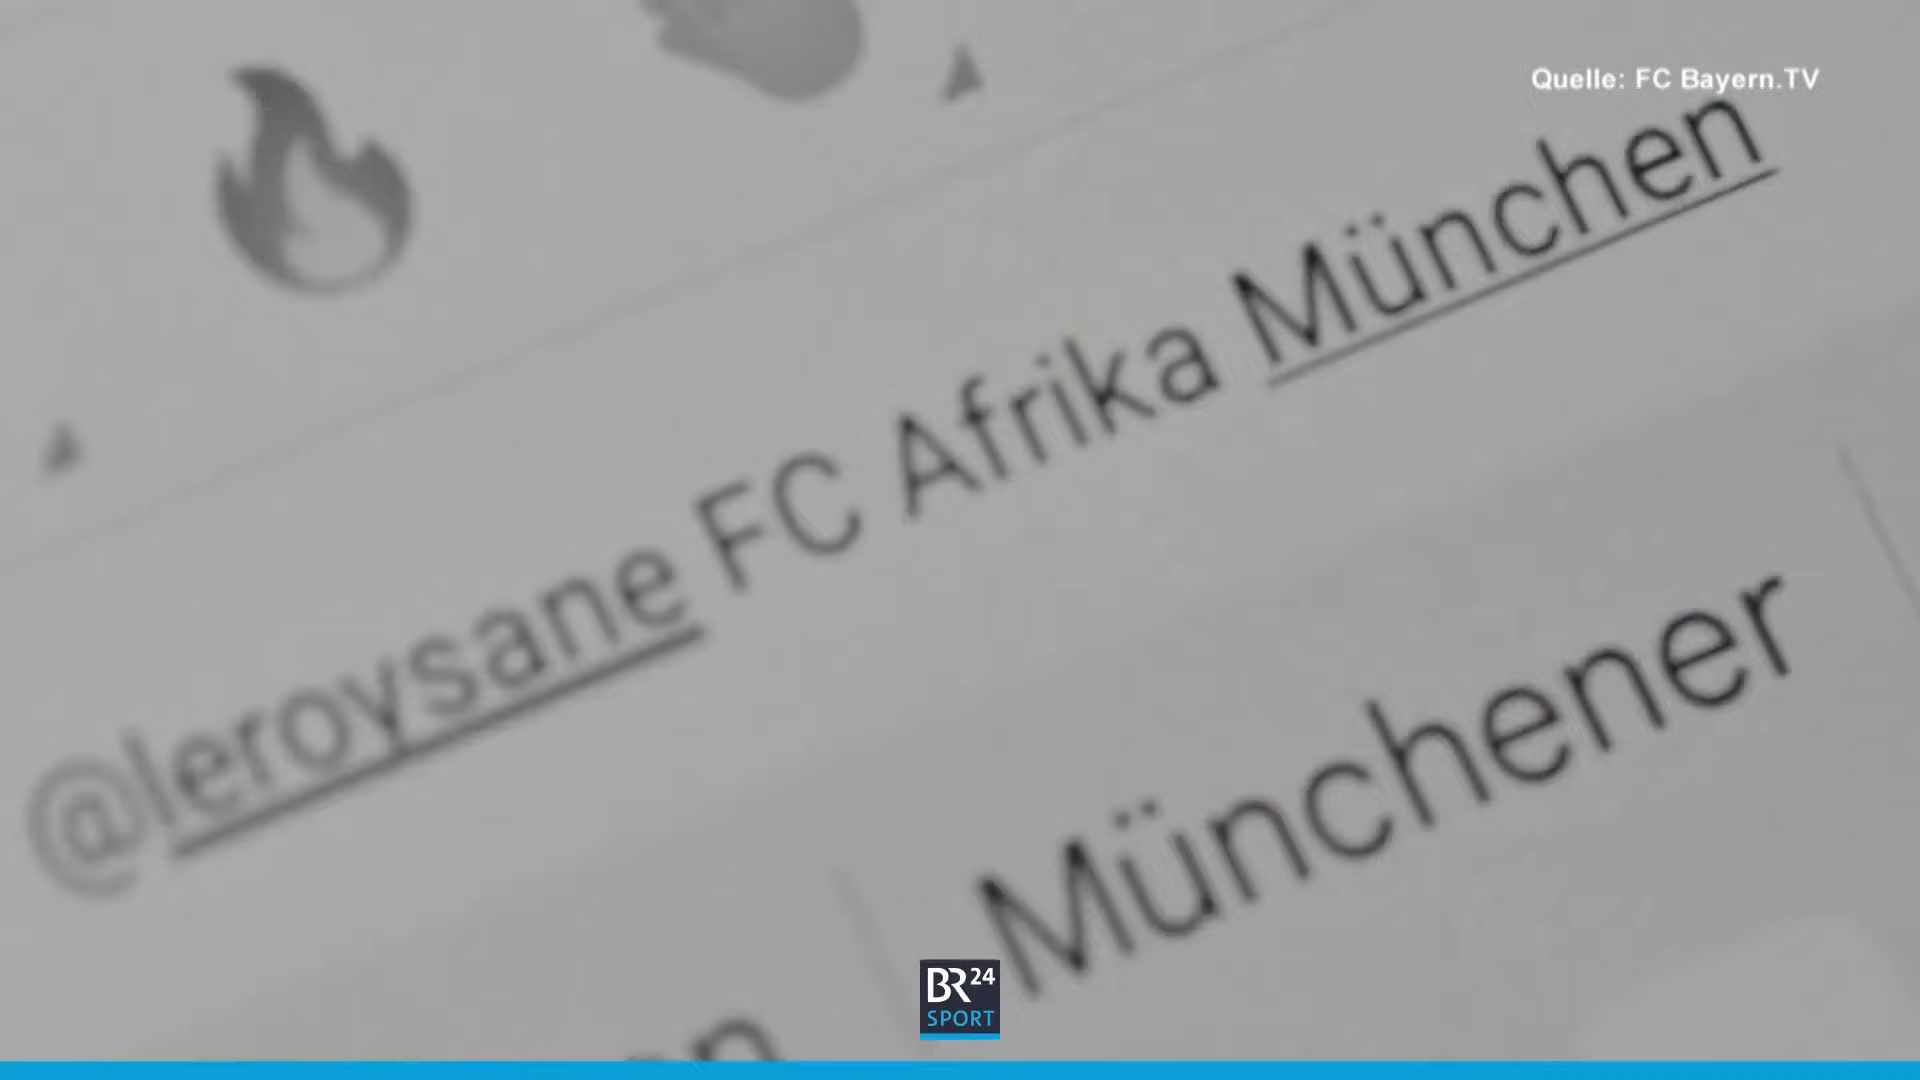 Quelle: FC Bayern.TV
@leroysane FC Afrika München
Münchener
BR24
SPORT